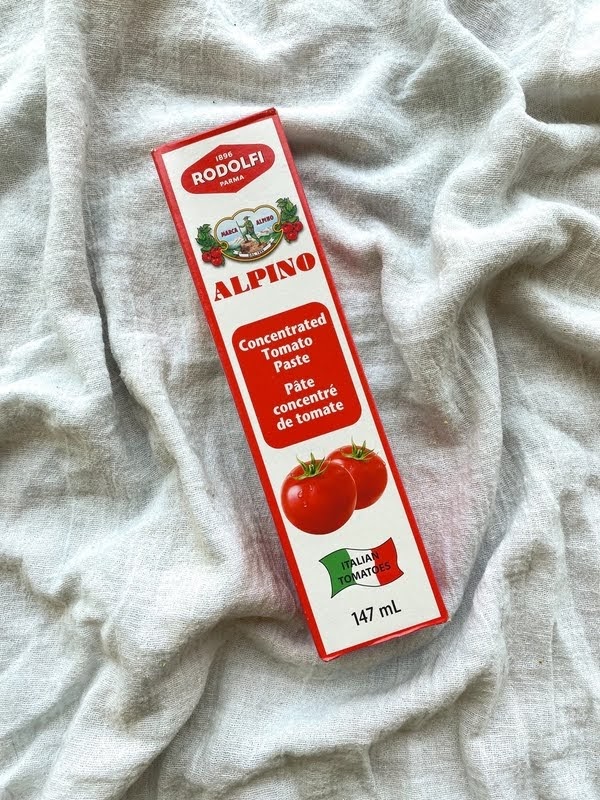 1896
RODOLFI
PARMA
MARCA ALPINO
ALPINO
Concentrated
Tomato
Paste
Pâte
concentré
de tomate
ITALIAN
TOMATOES
147 mL